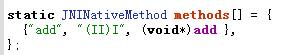 static JNINativeMethod methods[] = {
  {"add", "(II)I", (void*)add },
};